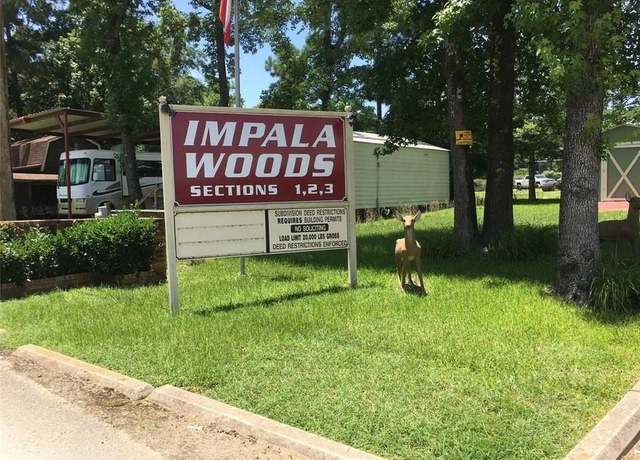 IMPALA
WOODS
SECTIONS 1,2,3
SUBDIVISION DEED RESTRICTIONS
REQUIRES BUILDING PERMITS
NO SOLICITING
LOAD LIMIT 20,000 LBS GROSS
DEED RESTRICTIONS ENFORCED